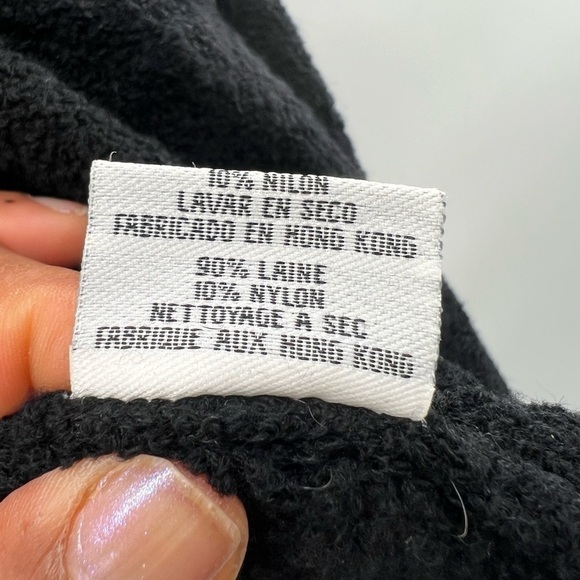 10% NILON
LAVAR EN SECO
FABRICADO EN HONG KONG
90% LAINE
10% NYLON
NETTOYAGE A SEC
FABRIQUE AUX HONG KONG